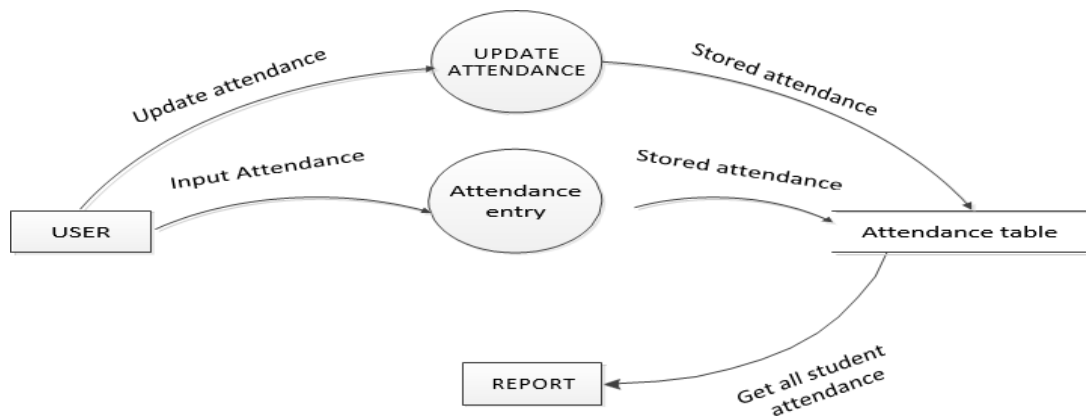 UPDATE
ATTENDANCE
Update attendance
Stored attendance
Input Attendance
Attendance
entry
Stored attendance
USER
Attendance table
REPORT
Get all student
attendance